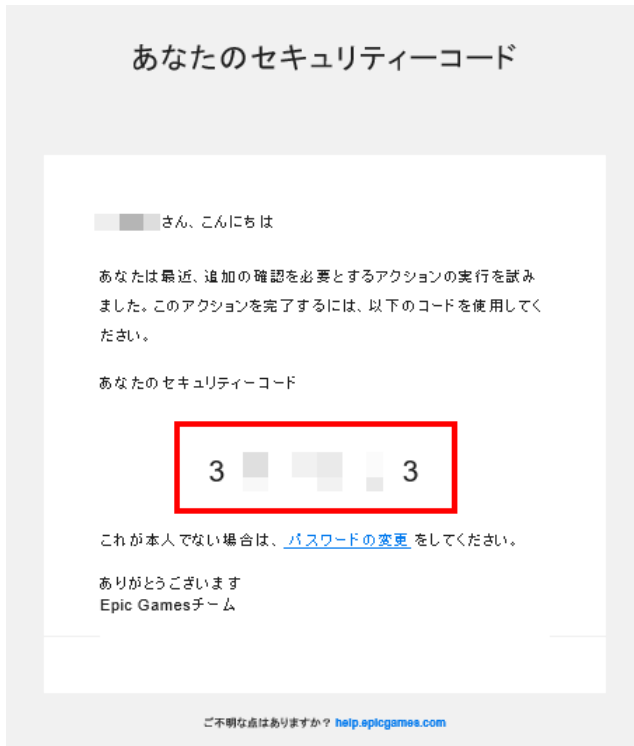 あなたのセキュリティーコード
さん、こんにちは
あなたは最近、追加の確認を必要とするアクションの実行を試み
ました。このアクションを完了するには、以下のコードを使用してく
ださい。
あなたのセキュリティーコード
3 3
これが本人でない場合は、パスワードの変更 をしてください。
ありがとうございます
Epic Gamesチーム
ご不明な点はありますか？ help.epicgames.com